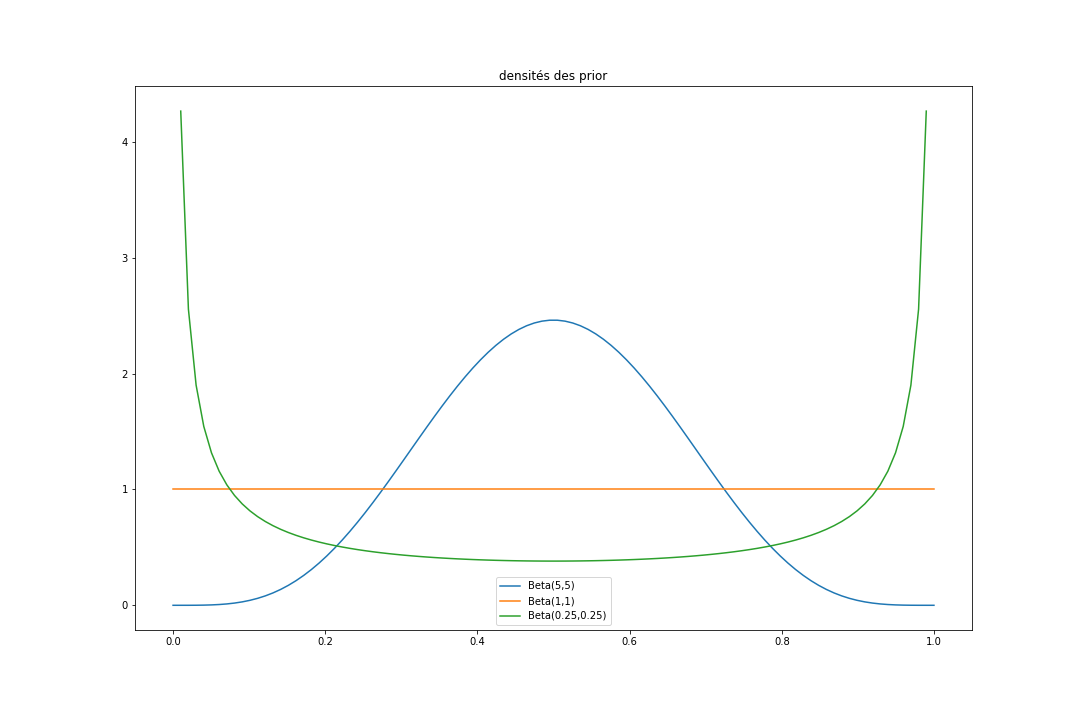 densités des prior
4
3
2
1
0
0.0 0.2 0.4 0.6 0.8 1.0
Beta(5,5)
Beta(1,1)
Beta(0.25,0.25)